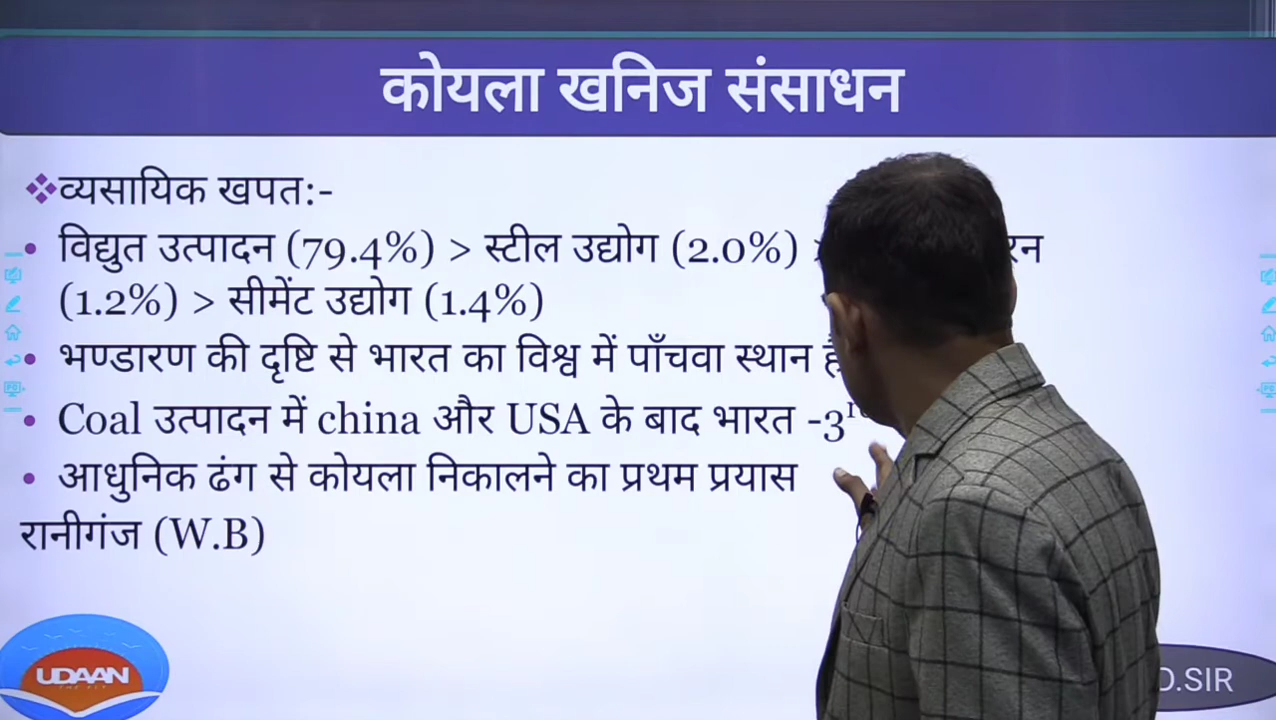 कोयला खनिज संसाधन
❖व्यसायिक खपत:-
• विद्युत उत्पादन (79.4%) > स्टील उद्योग (2.0%)
(1.2%) > सीमेंट उद्योग (1.4%)
• भण्डारण की दृष्टि से भारत का विश्व में पाँचवा स्थान
• Coal उत्पादन में china और USA के बाद भारत -3
• आधुनिक ढंग से कोयला निकालने का प्रथम प्रयास
रानीगंज (W.B)
UDAAN
SIR